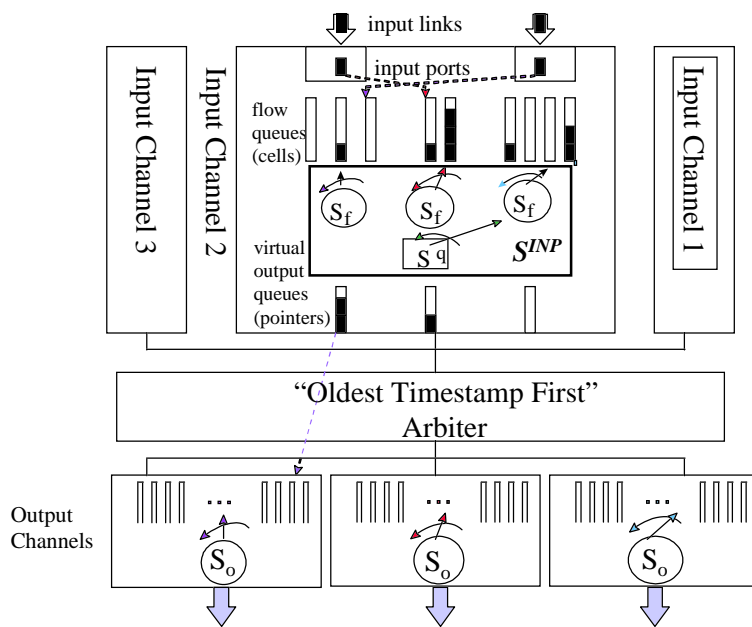 input links
input ports
Input Channel 3
Input Channel 2
Input Channel 1
flow
queues
(cells)
S_f
S_f
S_f
S q
S^INP
virtual
output
queues
(pointers)
“Oldest Timestamp First”
Arbiter
Output
Channels
...
...
...
S_o
S_o
S_o